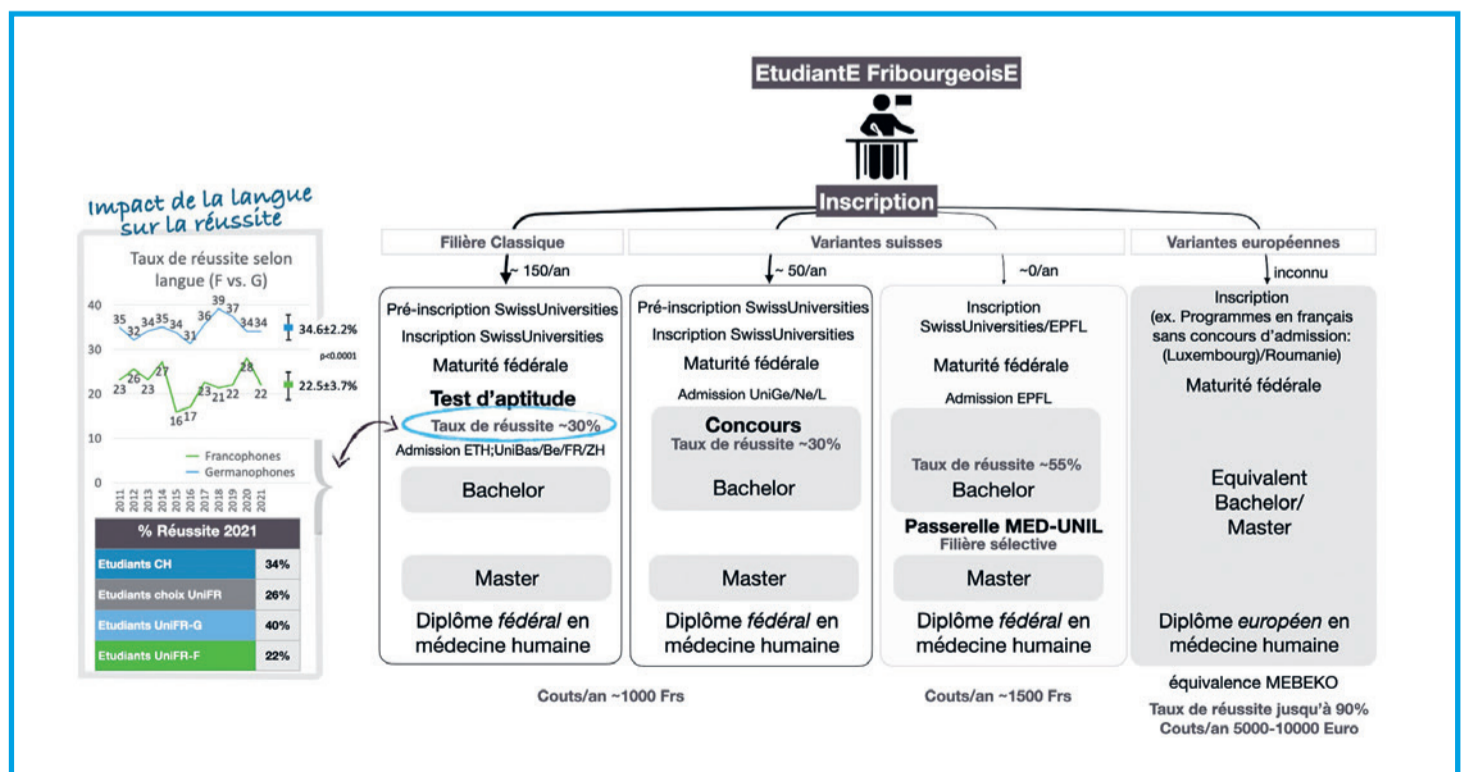 EtudiantE FribourgeoisE
Inscription
Impact de la langue
sur la réussite
Taux de réussite selon
langue (F vs. G)
40
30
20
10
0
35
32
34
35
34
31
36
39
37
34
34
23
26
23
27
16
17
23
21
22
28
22
34.6±2.2%
p<0.0001
22.5±3.7%
Francophones
Germanophones
2011
2012
2013
2014
2015
2016
2017
2018
2019
2020
2021
% Réussite 2021
Etudiants CH 34%
Etudiants choix UniFR 26%
Etudiants UniFR-G 40%
Etudiants UniFR-F 22%
Filière Classique
~ 150/an
Pré-inscription SwissUniversities
Inscription SwissUniversities
Maturité fédérale
Test d'aptitude
Taux de réussite ~30%
Admission ETH;UniBas/Be/FR/ZH
Bachelor
Master
Diplôme fédéral en
médecine humaine
Variantes suisses
~ 50/an
Pré-inscription SwissUniversities
Inscription SwissUniversities
Maturité fédérale
Admission UniGe/Ne/L
Concours
Taux de réussite ~30%
Bachelor
Master
Diplôme fédéral en
médecine humaine
Couts/an ~1000 Frs
~0/an
Inscription
SwissUniversities/EPFL
Maturité fédérale
Admission EPFL
Taux de réussite ~55%
Bachelor
Passerelle MED-UNIL
Filière sélective
Master
Diplôme fédéral en
médecine humaine
Couts/an ~1500 Frs
Variantes européennes
inconnu
Inscription
(ex. Programmes en français
sans concours d'admission:
(Luxembourg)/Roumanie)
Maturité fédérale
Equivalent
Bachelor/
Master
Diplôme européen en
médecine humaine
équivalence MEBEKO
Taux de réussite jusqu'à 90%
Couts/an 5000-10000 Euro